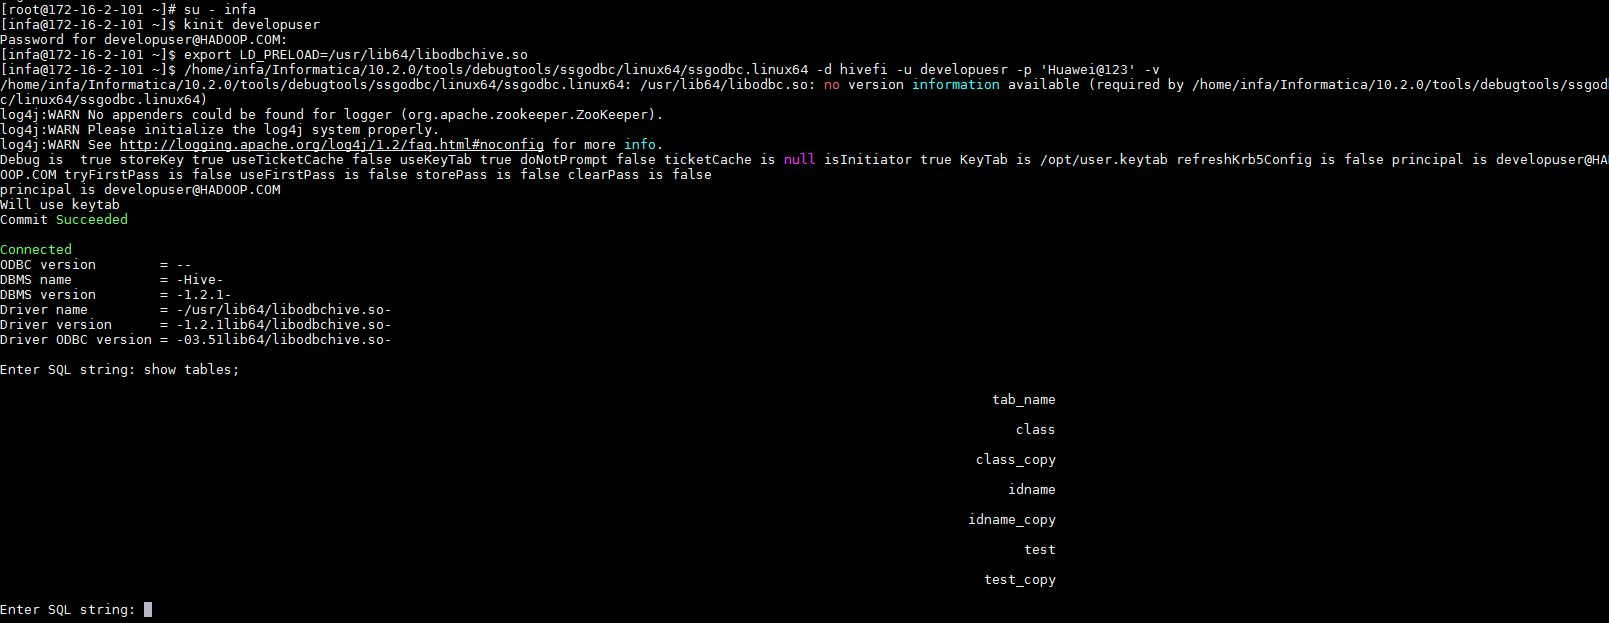 [root@172-16-2-101 ~]# su - infa
[infa@172-16-2-101 ~]$ kinit developuser
Password for developuser@HADOOP.COM:
[infa@172-16-2-101 ~]$ export LD_PRELOAD=/usr/lib64/libodbchive.so
[infa@172-16-2-101 ~]$ /home/infa/Informatica/10.2.0/tools/debugtools/ssgodbc/linux64/ssgodbc.linux64 -d hivefi -u developuesr -p 'Huawei@123' -v
/home/infa/Informatica/10.2.0/tools/debugtools/ssgodbc/linux64/ssgodbc.linux64: /usr/lib64/libodbc.so: no version information available (required by /home/infa/Informatica/10.2.0/tools/debugtools/ssgod
c/linux64/ssgodbc.linux64)
log4j:WARN No appenders could be found for logger (org.apache.zookeeper.ZooKeeper).
log4j:WARN Please initialize the log4j system properly.
log4j:WARN See http://logging.apache.org/log4j/1.2/faq.html#noconfig for more info.
Debug is  true storeKey true useTicketCache false useKeyTab true doNotPrompt false ticketCache is null isInitiator true KeyTab is /opt/user.keytab refreshKrb5Config is false principal is developuser@HA
OOP.COM tryFirstPass is false useFirstPass is false storePass is false clearPass is false
principal is developuser@HADOOP.COM
Will use keytab
Commit Succeeded
Connected
ODBC version        = --
DBMS name           = -Hive-
DBMS version        = -1.2.1-
Driver name         = -/usr/lib64/libodbchive.so-
Driver version      = -1.2.1lib64/libodbchive.so-
Driver ODBC version = -03.51lib64/libodbchive.so-
Enter SQL string: show tables;
tab_name
class
class_copy
idname
idname_copy
test
test_copy
Enter SQL string: